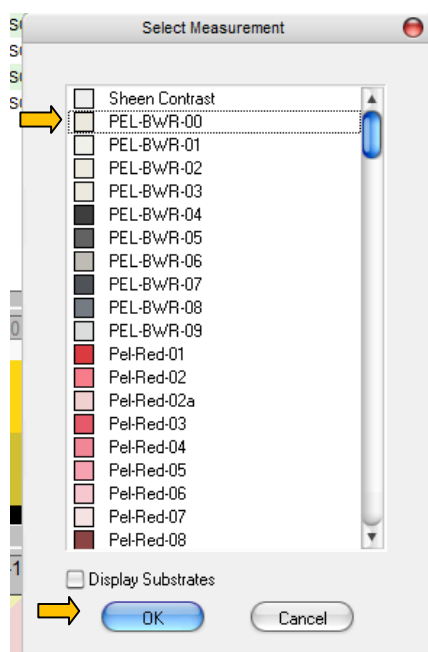 Select Measurement
Sheen Contrast
PEL-BWR-00
PEL-BWR-01
PEL-BWR-02
PEL-BWR-03
PEL-BWR-04
PEL-BWR-05
PEL-BWR-06
PEL-BWR-07
PEL-BWR-08
PEL-BWR-09
Pel-Red-01
Pel-Red-02
Pel-Red-02a
Pel-Red-03
Pel-Red-04
Pel-Red-05
Pel-Red-06
Pel-Red-07
Pel-Red-08
Display Substrates
OK
Cancel